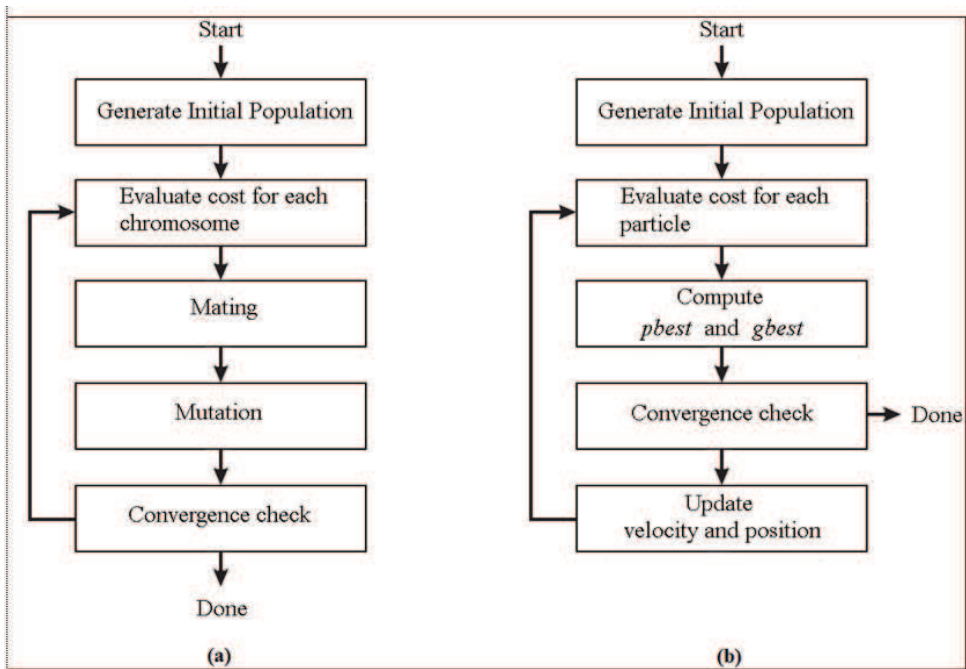 Start
Generate Initial Population
Evaluate cost for each
chromosome
Mating
Mutation
Convergence check
Done
(a)
Start
Generate Initial Population
Evaluate cost for each
particle
Compute
pbest and gbest
Convergence check
Done
Update
velocity and position
(b)